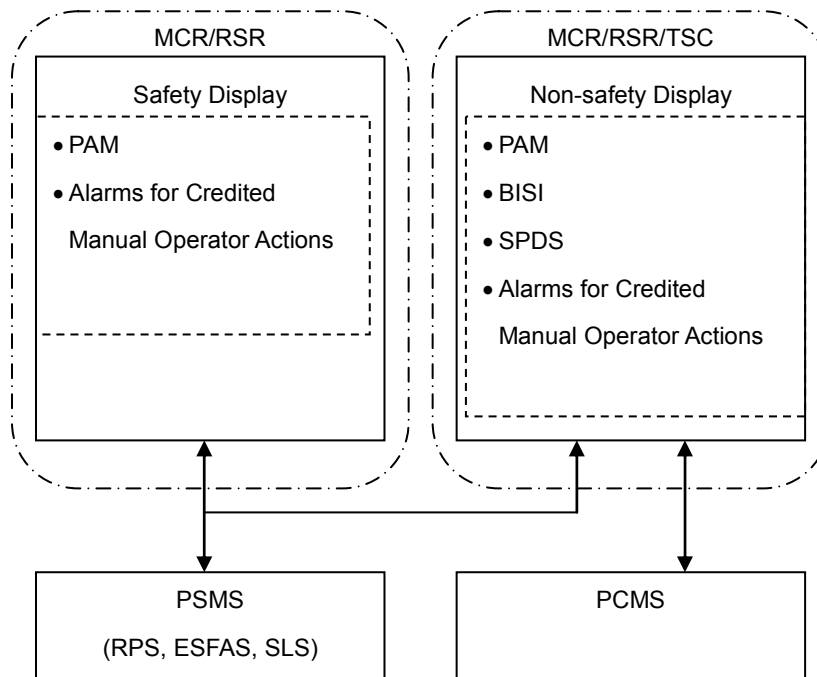 MCR/RSR
Safety Display
• PAM
• Alarms for Credited
Manual Operator Actions
MCR/RSR/TSC
Non-safety Display
• PAM
• BISI
• SPDS
• Alarms for Credited
Manual Operator Actions
PSMS
(RPS, ESFAS, SLS)
PCMS